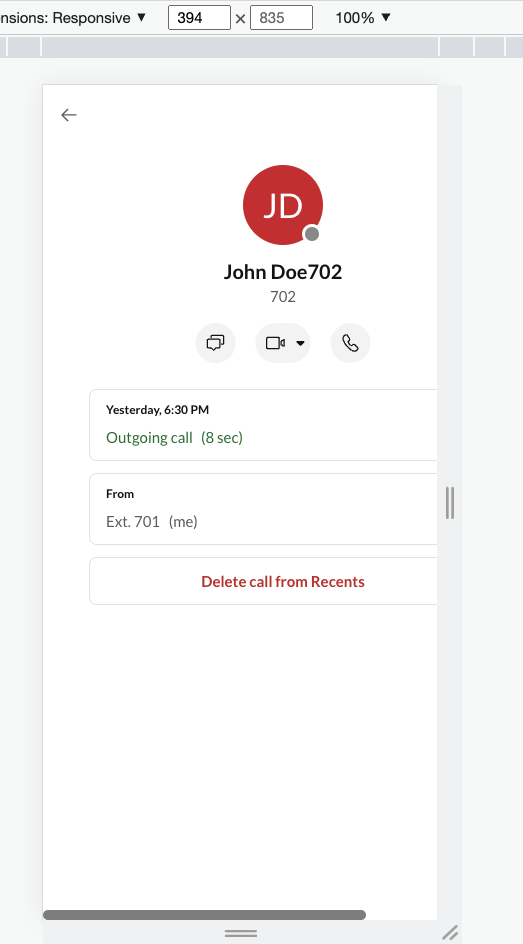 nsions: Responsive ▼ 394 × 835 100% ▼
JD
John Doe702
702
Yesterday, 6:30 PM
Outgoing call (8 sec)
From
Ext. 701 (me)
Delete call from Recents